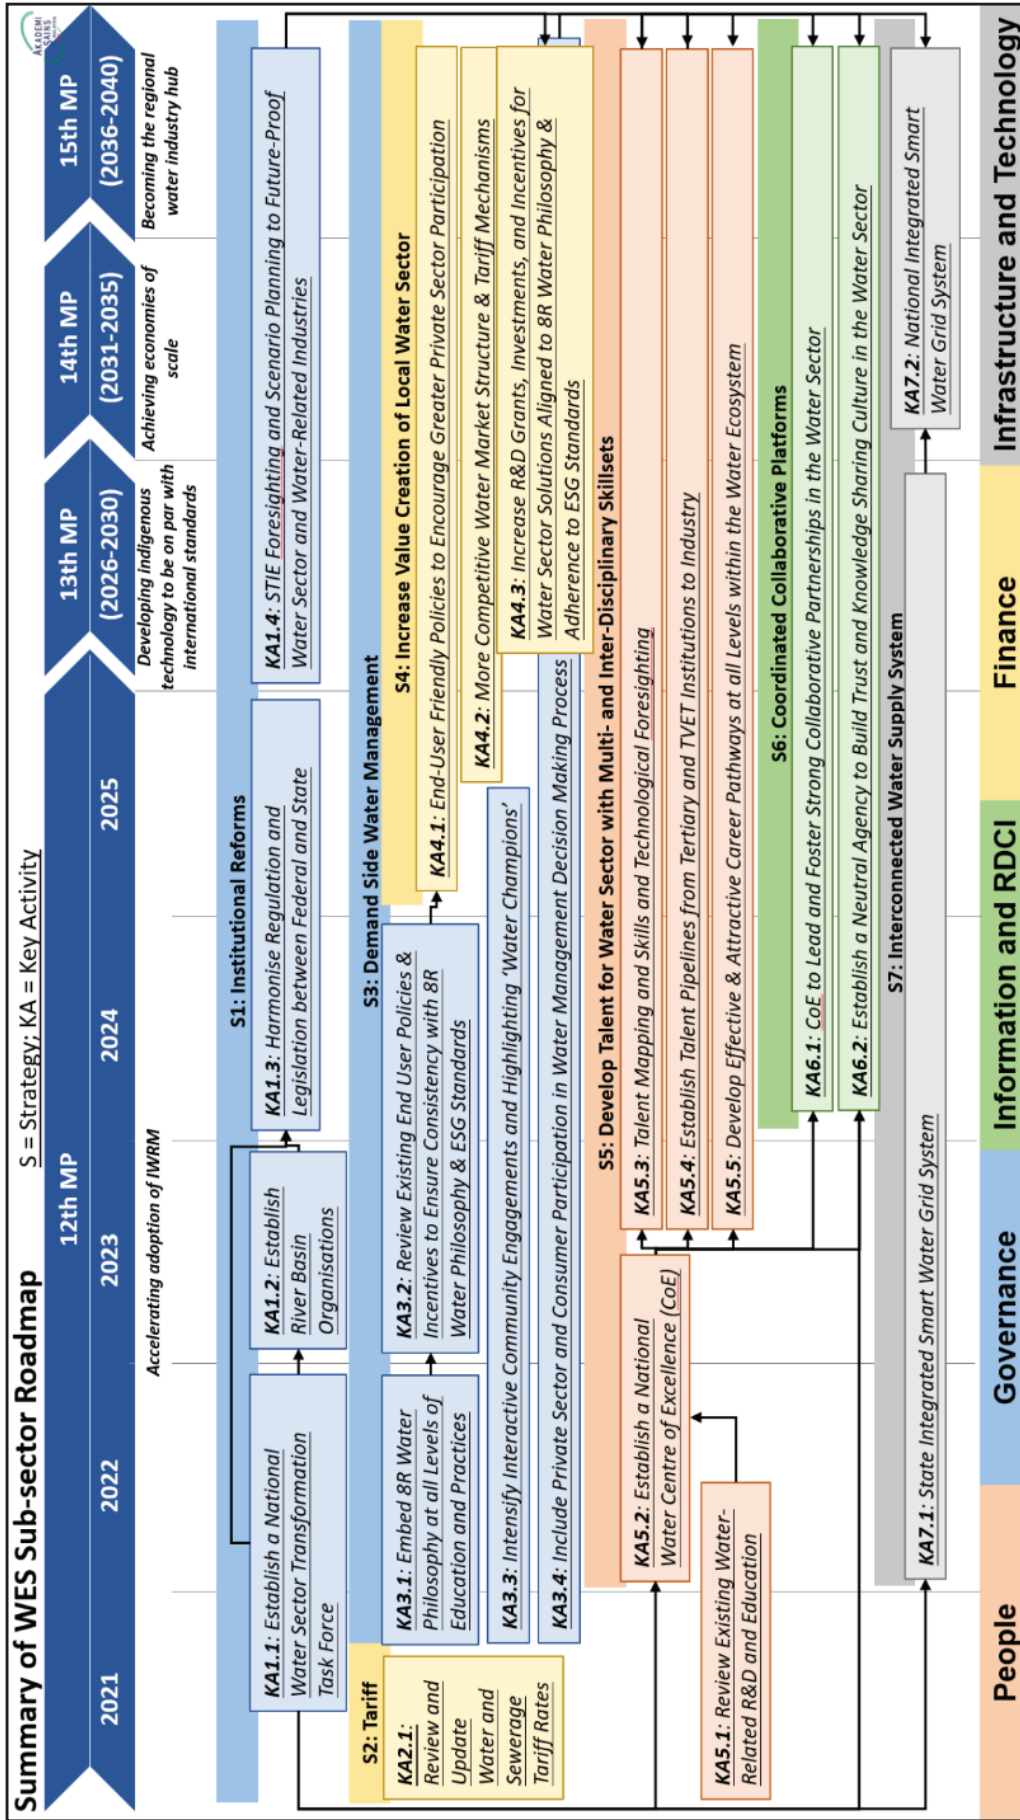 Summary of WES Sub-sector Roadmap
S = Strategy; KA = Key Activity
AKADEMI
SAINS
12th MP
13th MP
14th MP
15th MP
2021
2022
2023
2024
2025
(2026-2030)
(2031-2035)
(2036-2040)
Accelerating adoption of IWRM
Developing indigenous
technology to be on par with
international standards
Achieving economies of
scale
Becoming the regional
water industry hub
S1: Institutional Reforms
KA1.1: Establish a National
Water Sector Transformation
Task Force
KA1.2: Establish
River Basin
Organisations
KA1.3: Harmonise Regulation and
Legislation between Federal and State
KA1.4: STIE Foresighting and Scenario Planning to Future-Proof
Water Sector and Water-Related Industries
S2: Tariff
KA2.1:
Review and
Update
Water and
Sewerage
Tariff Rates
S3: Demand Side Water Management
KA3.1: Embed 8R Water
Philosophy at all Levels of
Education and Practices
KA3.2: Review Existing End User Policies &
Incentives to Ensure Consistency with 8R
Water Philosophy & ESG Standards
KA3.3: Intensify Interactive Community Engagements and Highlighting ‘Water Champions’
KA3.4: Include Private Sector and Consumer Participation in Water Management Decision Making Process
S4: Increase Value Creation of Local Water Sector
KA4.1: End-User Friendly Policies to Encourage Greater Private Sector Participation
KA4.2: More Competitive Water Market Structure & Tariff Mechanisms
KA4.3: Increase R&D Grants, Investments, and Incentives for
Water Sector Solutions Aligned to 8R Water Philosophy &
Adherence to ESG Standards
S5: Develop Talent for Water Sector with Multi- and Inter-Disciplinary Skillsets
KA5.1: Review Existing Water-
Related R&D and Education
KA5.2: Establish a National
Water Centre of Excellence (CoE)
KA5.3: Talent Mapping and Skills and Technological Foresighting
KA5.4: Establish Talent Pipelines from Tertiary and TVET Institutions to Industry
KA5.5: Develop Effective & Attractive Career Pathways at all Levels within the Water Ecosystem
S6: Coordinated Collaborative Platforms
KA6.1: CoE to Lead and Foster Strong Collaborative Partnerships in the Water Sector
KA6.2: Establish a Neutral Agency to Build Trust and Knowledge Sharing Culture in the Water Sector
S7: Interconnected Water Supply System
KA7.1: State Integrated Smart Water Grid System
KA7.2: National Integrated Smart
Water Grid System
People
Governance
Information and RDCI
Finance
Infrastructure and Technology